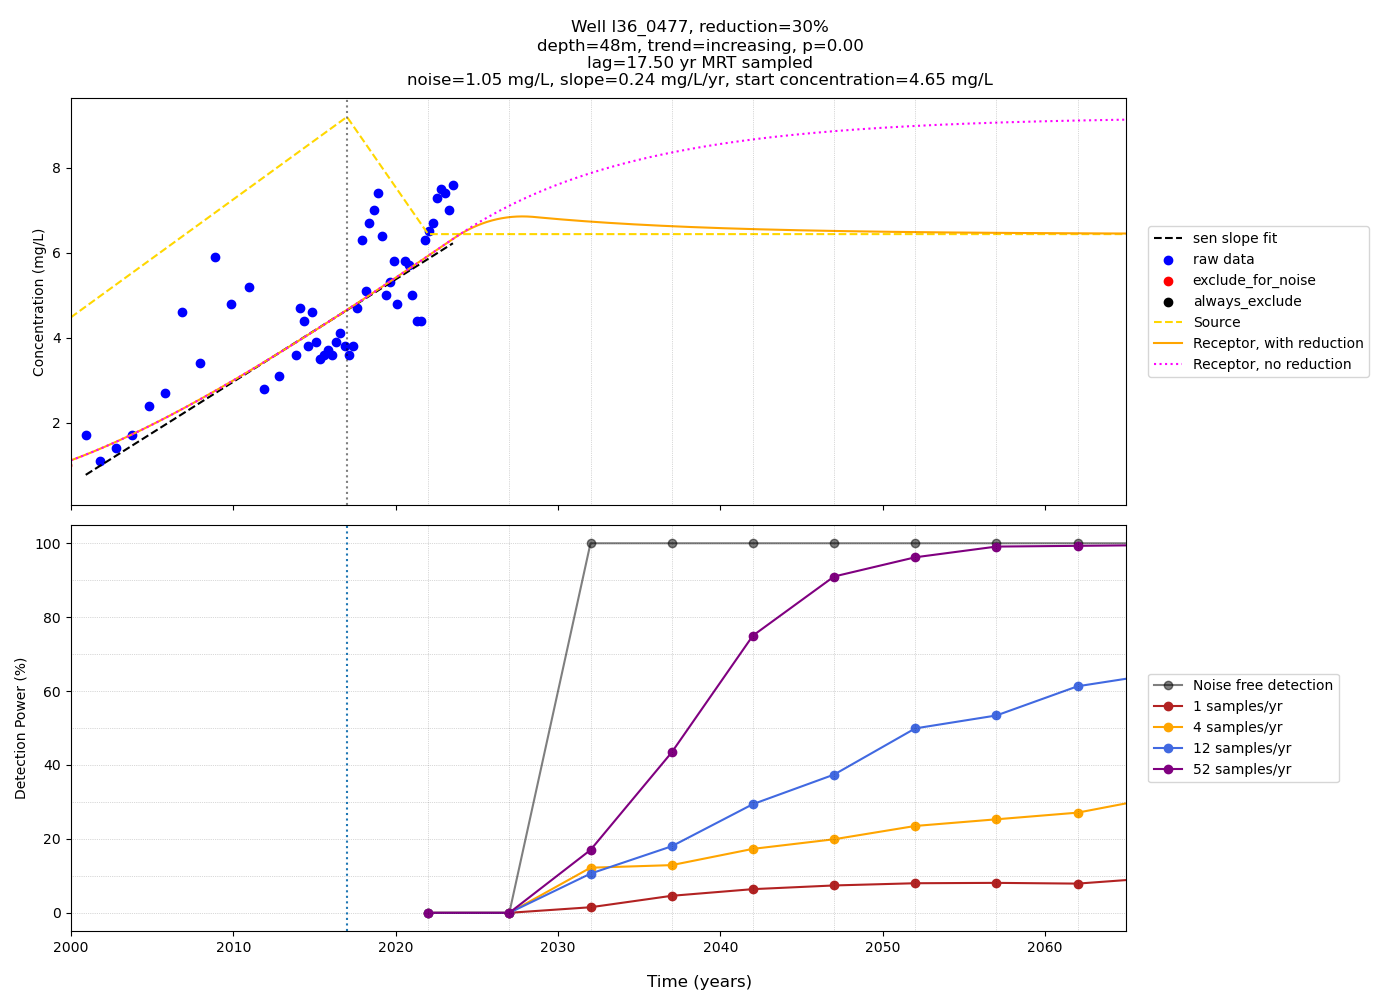 Well l36_0477, reduction=30%
depth=48m, trend=increasing, p=0.00
lag=17.50 yr MRT sampled
noise=1.05 mg/L, slope=0.24 mg/L/yr, start concentration=4.65 mg/L
Concentration (mg/L)
8
6
4
2
sen slope fit
raw data
exclude_for_noise
always_exclude
Source
Receptor, with reduction
Receptor, no reduction
Detection Power (%)
100
80
60
40
20
0
Noise free detection
1 samples/yr
4 samples/yr
12 samples/yr
52 samples/yr
2000 2010 2020 2030 2040 2050 2060
Time (years)